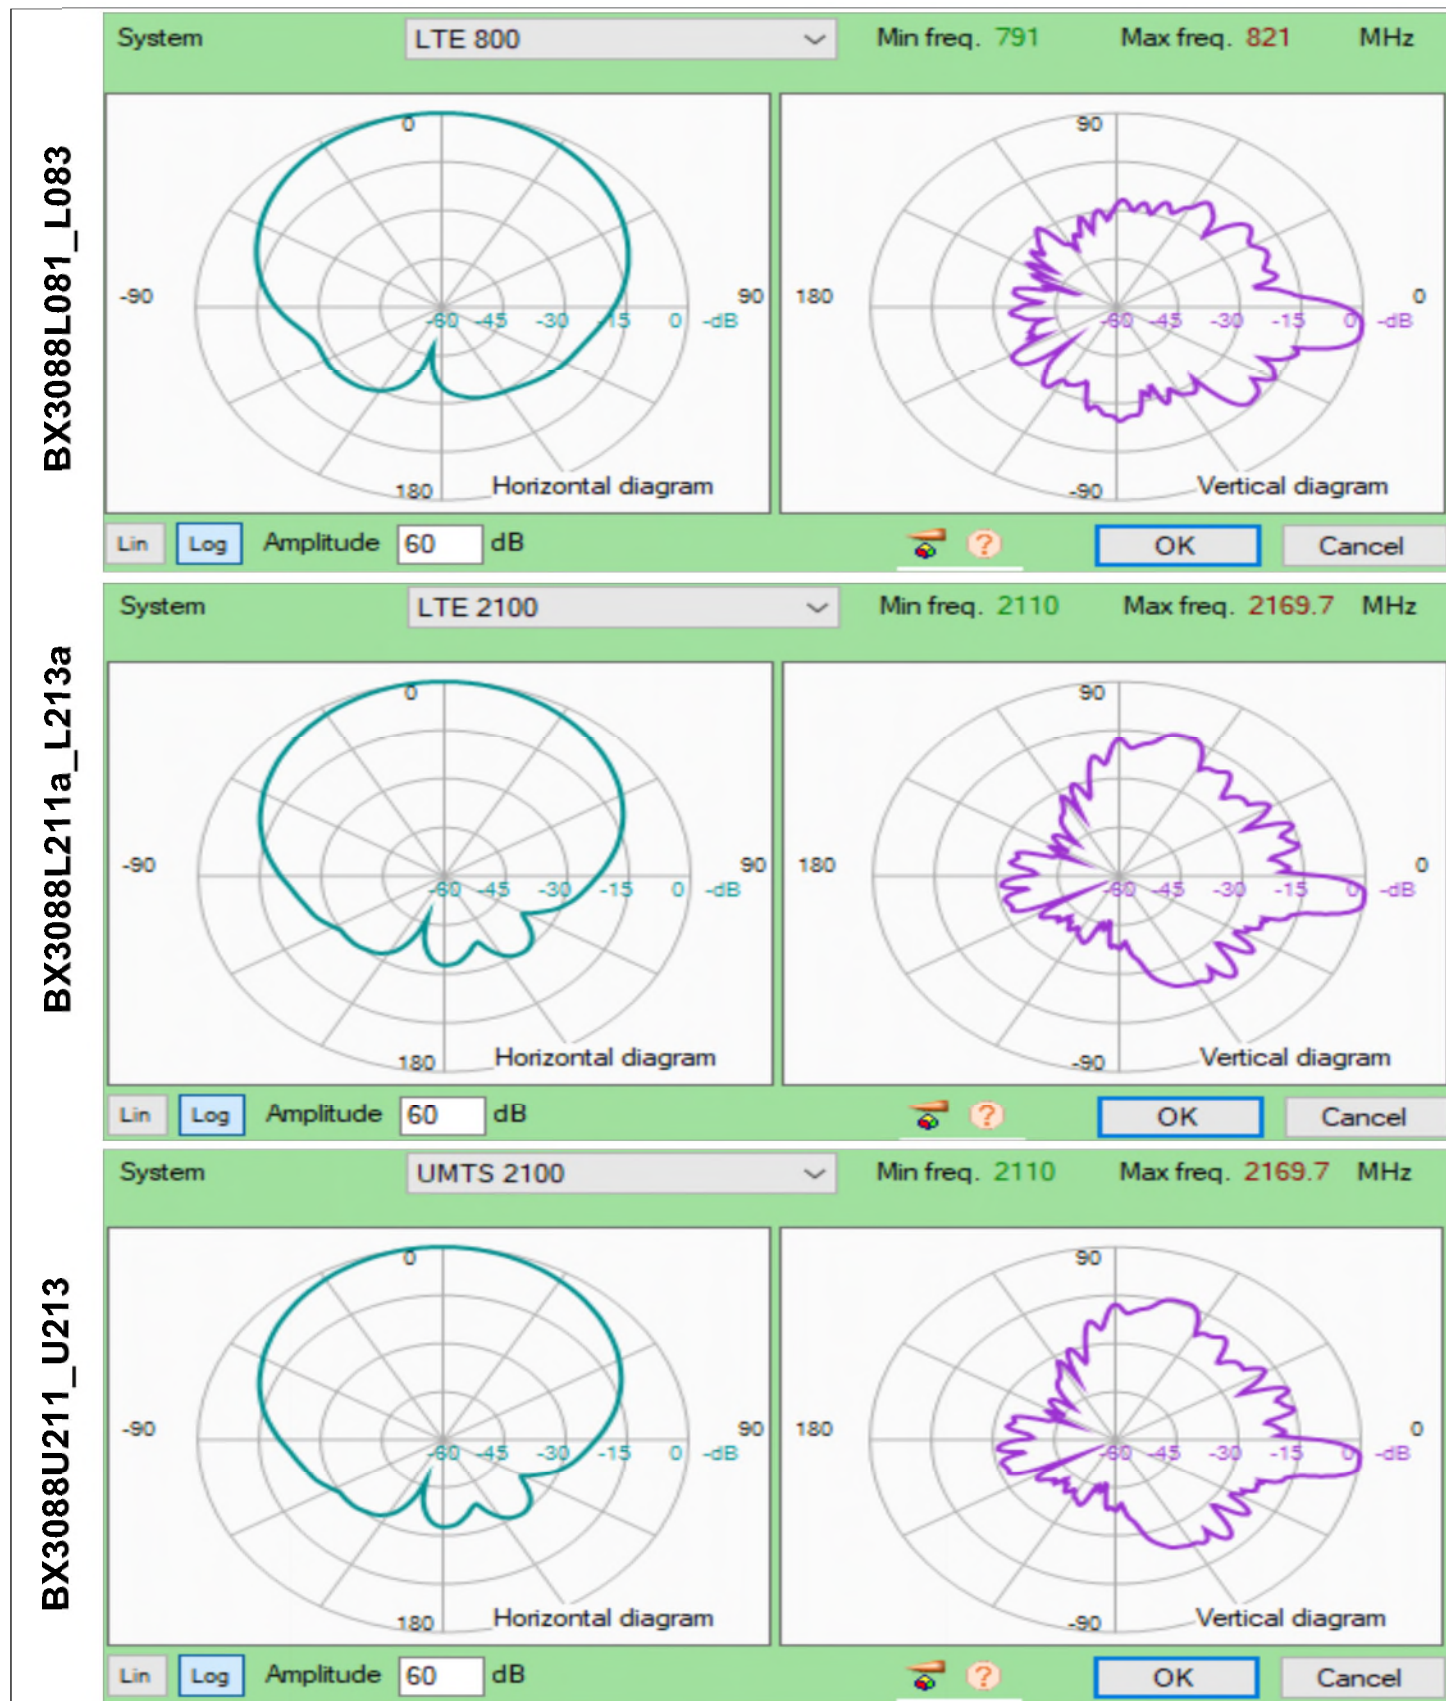 BX3088L081_L083
System LTE 800 Min freq. 791 Max freq. 821 MHz
0 90
-90 90 180 0
-60 -45 -30 -15 0 -dB -60 -45 -30 -15 0 -dB
180 Horizontal diagram -90 Vertical diagram
Lin Log Amplitude 60 dB ? OK Cancel
BX3088L211a_L213a
System LTE 2100 Min freq. 2110 Max freq. 2169.7 MHz
0 90
-90 90 180 0
-60 -45 -30 -15 0 -dB -60 -45 -30 -15 0 -dB
180 Horizontal diagram -90 Vertical diagram
Lin Log Amplitude 60 dB ? OK Cancel
BX3088U211_U213
System UMTS 2100 Min freq. 2110 Max freq. 2169.7 MHz
0 90
-90 90 180 0
-60 -45 -30 -15 0 -dB -60 -45 -30 -15 0 -dB
180 Horizontal diagram -90 Vertical diagram
Lin Log Amplitude 60 dB ? OK Cancel